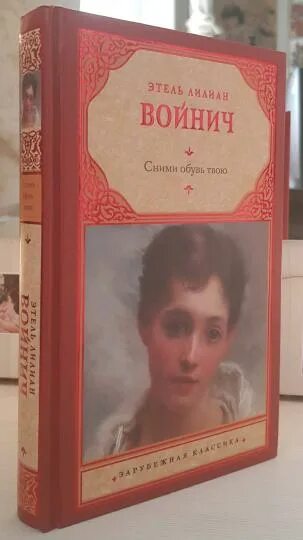 ЭТЕЛЬ ЛИЛИАН
ВОЙНИЧ
Сними обувь твою
ЗАРУБЕЖНАЯ КЛАССИКА
ЭТЕЛЬ ЛИЛИАН
ВОЙНИЧ